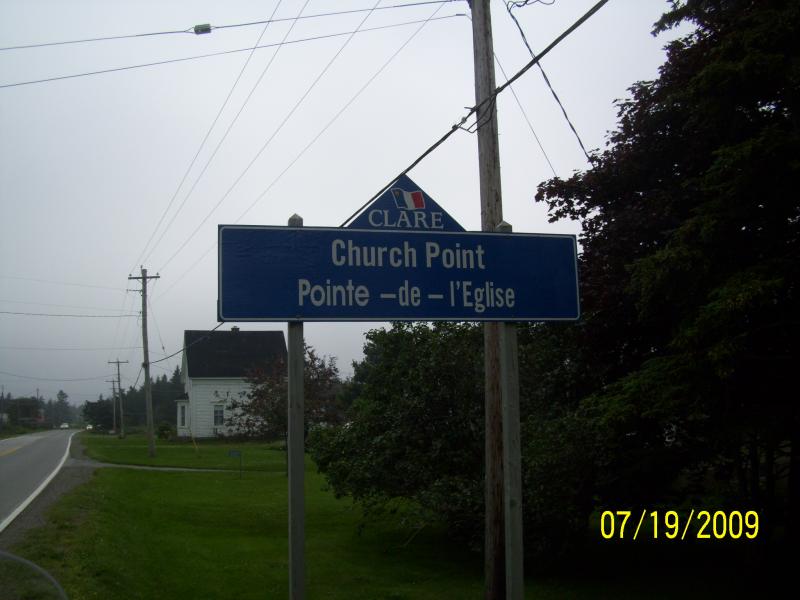 CLARE
Church Point
Pointe – de – l'Eglise
07/19/2009